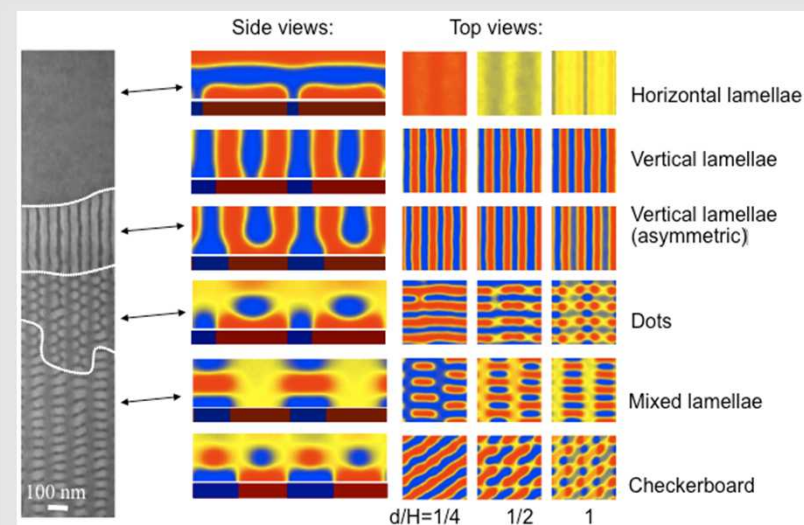 Side views:
Top views:
Horizontal lamellae
Vertical lamellae
Vertical lamellae
(asymmetric)
Dots
Mixed lamellae
Checkerboard
100 nm
d/H=1/4
1/2
1